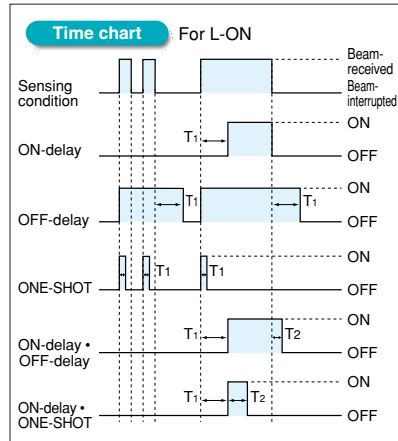 Time chart For L-ON
Beam-
received
Sensing
condition
Beam-
interrupted
T1
ON
ON-delay
OFF
T1
T1
ON
OFF-delay
OFF
T1
T1
ON
ONE-SHOT
OFF
T1
T2
ON
ON-delay •
OFF-delay
OFF
T1
T2
ON
ON-delay •
ONE-SHOT
OFF